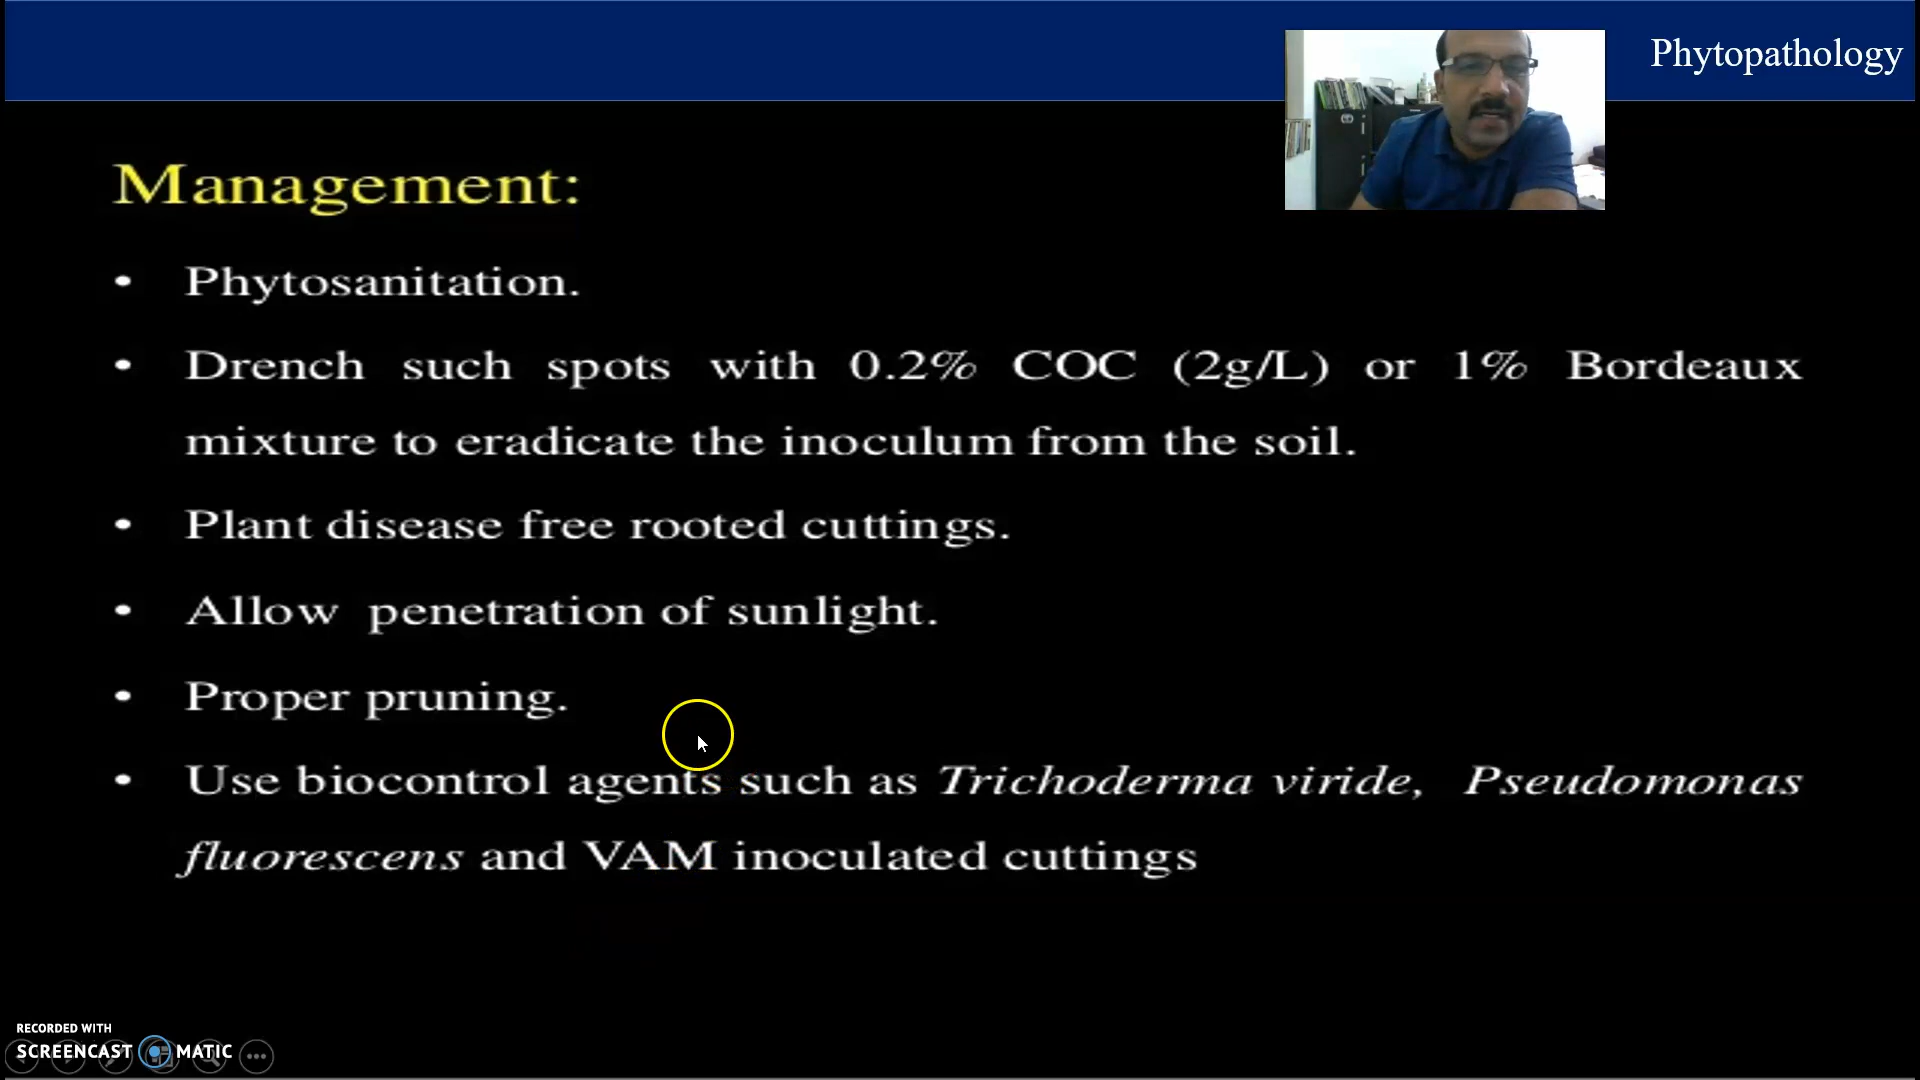 Phytopathology
Management:
• Phytosanitation.
• Drench such spots with 0.2% COC (2g/L) or 1% Bordeaux
mixture to eradicate the inoculum from the soil.
• Plant disease free rooted cuttings.
• Allow penetration of sunlight.
• Proper pruning.
• Use biocontrol agents such as Trichoderma viride, Pseudomonas
fluorescens and VAM inoculated cuttings
RECORDED WITH
SCREENCAST MATIC